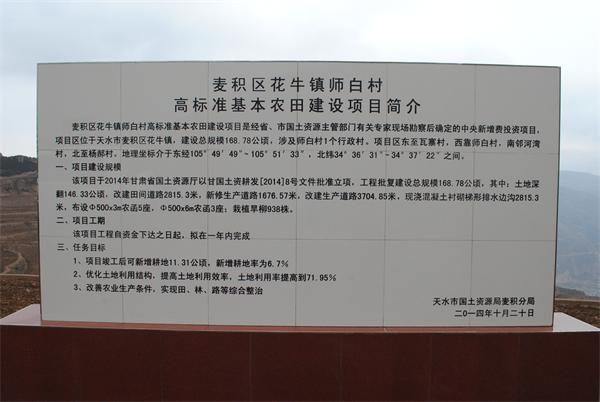 麦积区花牛镇师白村
高标准基本农田建设项目简介
麦积区花牛镇师白村高标准基本农田建设项目是经省、市国土资源主管部门有关专家现场勘察后确定的中央新增费投资项目,
项目区位于天水市麦积区花牛镇，建设总规模168.78公顷，涉及师白村1个行政村。项目区东至瓦寨村，西靠师白村，南邻河湾
村，北至杨郝村，地理坐标介于东经105°49′49″~105°51′33″，北纬34°36′31″-34°37′22″之间。
一、项目建设规模
该项目于2014年甘肃省国土资源厅以甘国土资耕发[2014]8号文件批准立项，工程批复建设总规模168.78公顷，其中：土地深
翻146.33公顷，改建田间道路2815.3米，新修生产道路1676.57米，改建生产道路3704.85米，现浇混凝土衬砌梯形排水边沟2815.3
米，布设Φ500x3m农函5座，Φ500x6m农函3座；栽植旱柳938株。
二、项目工期
该项目工程自资金下达之日起，拟在一年内完成
三、任务目标
1、项目竣工后可新增耕地11.31公顷，新增耕地率为6.7%
2、优化土地利用结构，提高土地利用效率，土地利用率提高到71.95%
3、改善农业生产条件，实现田、林、路等综合整治
天水市国土资源局麦积分局
二〇一四年十月二十日